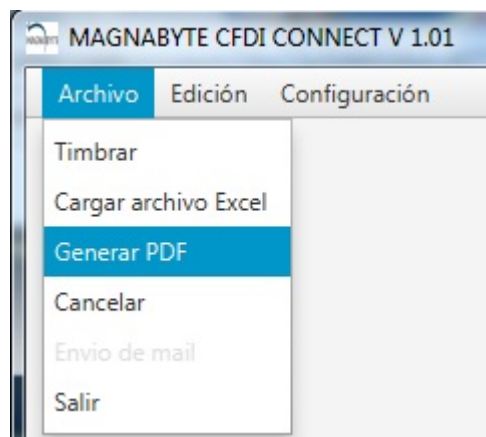 MAGNABYTE CFDI CONNECT V 1.01
Archivo Edición Configuración
Timbrar
Cargar archivo Excel
Generar PDF
Cancelar
Envio de mail
Salir